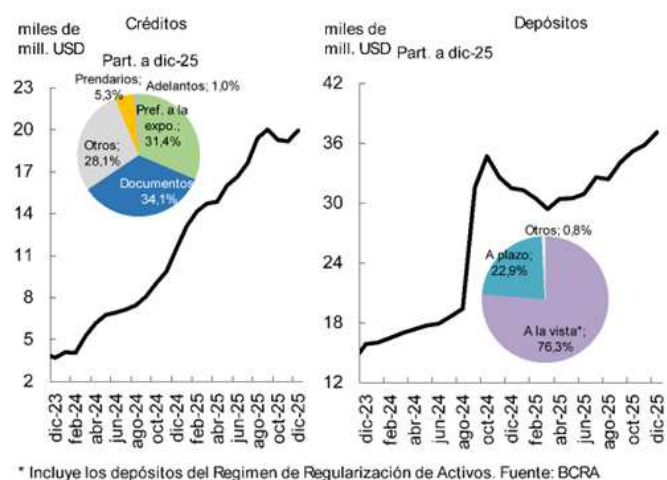 Créditos
miles de
mill. USD
Part. a dic-25
Prendarios;
5,3%
Adelantos; 1,0%
Pref. a la
expo.;
31,4%
Otros;
28,1%
Documentos
34,1%
23
20
17
14
11
8
5
2
dic-23
feb-24
abr-24
jun-24
ago-24
oct-24
dic-24
feb-25
abr-25
jun-25
ago-25
oct-25
dic-25
Depósitos
miles de
mill. USD
Part. a dic-25
Otros; 0,8%
A plazo;
22,9%
A la vista*;
76,3%
42
36
30
24
18
12
dic-23
feb-24
abr-24
jun-24
ago-24
oct-24
dic-24
feb-25
abr-25
jun-25
ago-25
oct-25
dic-25
* Incluye los depósitos del Regimen de Regularización de Activos. Fuente: BCRA